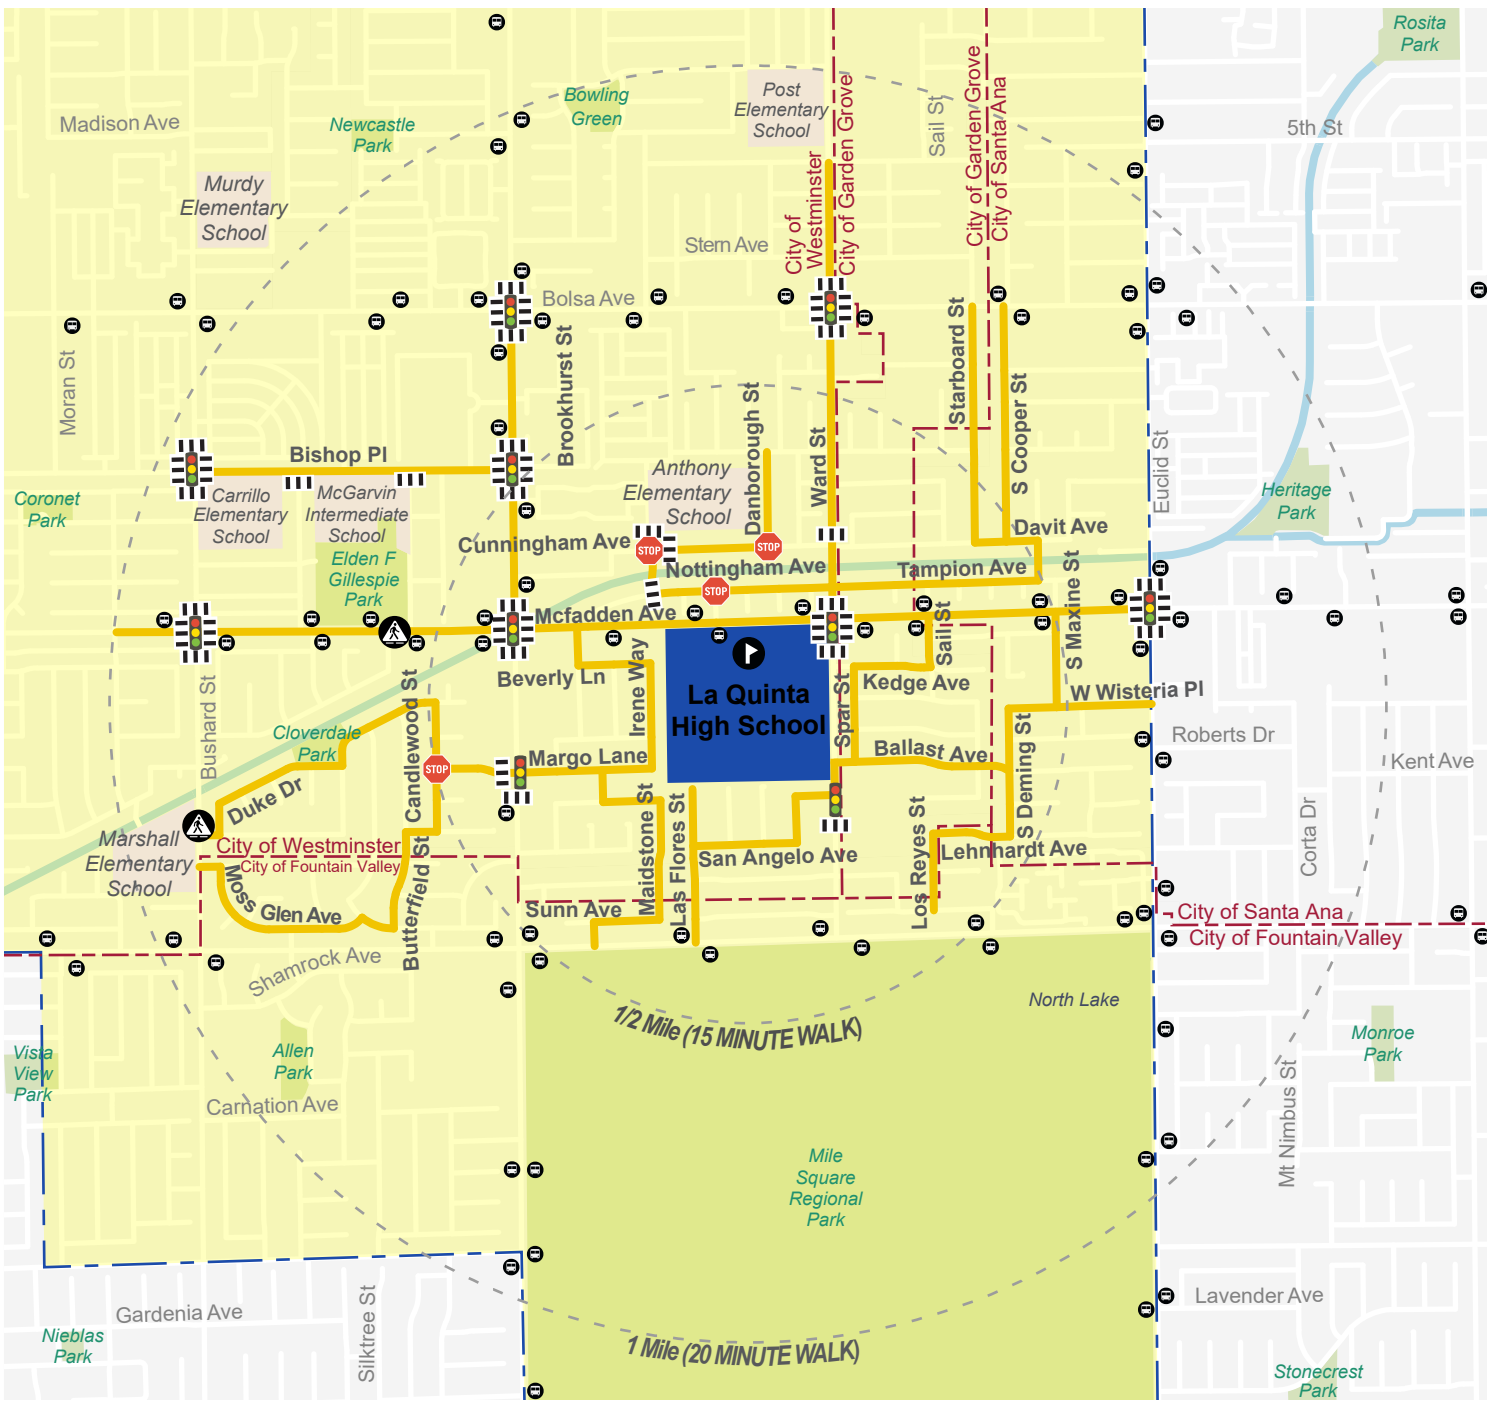 Rosita
Park
Post
Elementary
School
Bowling
Green
Madison Ave
Newcastle
Park
Sail St
City of Garden Grove
City of Santa Ana
5th St
Murdy
Elementary
School
City of
Westminster
City of Garden Grove
Stern Ave
Bolsa Ave
Moran St
Brookhurst St
Danborough St
Ward St
Starboard St
S Cooper St
Euclid St
Bishop Pl
Anthony
Elementary
School
Coronet
Park
Carrillo
Elementary
School
McGarvin
Intermediate
School
Heritage
Park
Davit Ave
Cunningham Ave
STOP
STOP
Elden F
Gillespie
Park
Nottingham Ave
Tampion Ave
STOP
Mcfadden Ave
S Maxine St
Sail St
Irene Way
Beverly Ln
La Quinta
High School
Spar St
Kedge Ave
W Wisteria Pl
Bushard St
Cloverdale
Park
Candlewood St
STOP
Margo Lane
Ballast Ave
S Deming St
Roberts Dr
Kent Ave
Duke Dr
Marshall
Elementary
School
City of Westminster
City of Fountain Valley
Maidstone St
Las Flores St
San Angelo Ave
Los Reyes St
Lehnhardt Ave
Corta Dr
Moss
Glen Ave
Butterfield St
Sunn Ave
City of Santa Ana
City of Fountain Valley
Shamrock Ave
1/2 Mile (15 MINUTE WALK)
North Lake
Vista
View
Park
Allen
Park
Monroe
Park
Carnation Ave
Mt Nimbus St
Mile
Square
Regional
Park
Gardenia Ave
Silktree St
Lavender Ave
Nieblas
Park
1 Mile (20 MINUTE WALK)
Stonecrest
Park